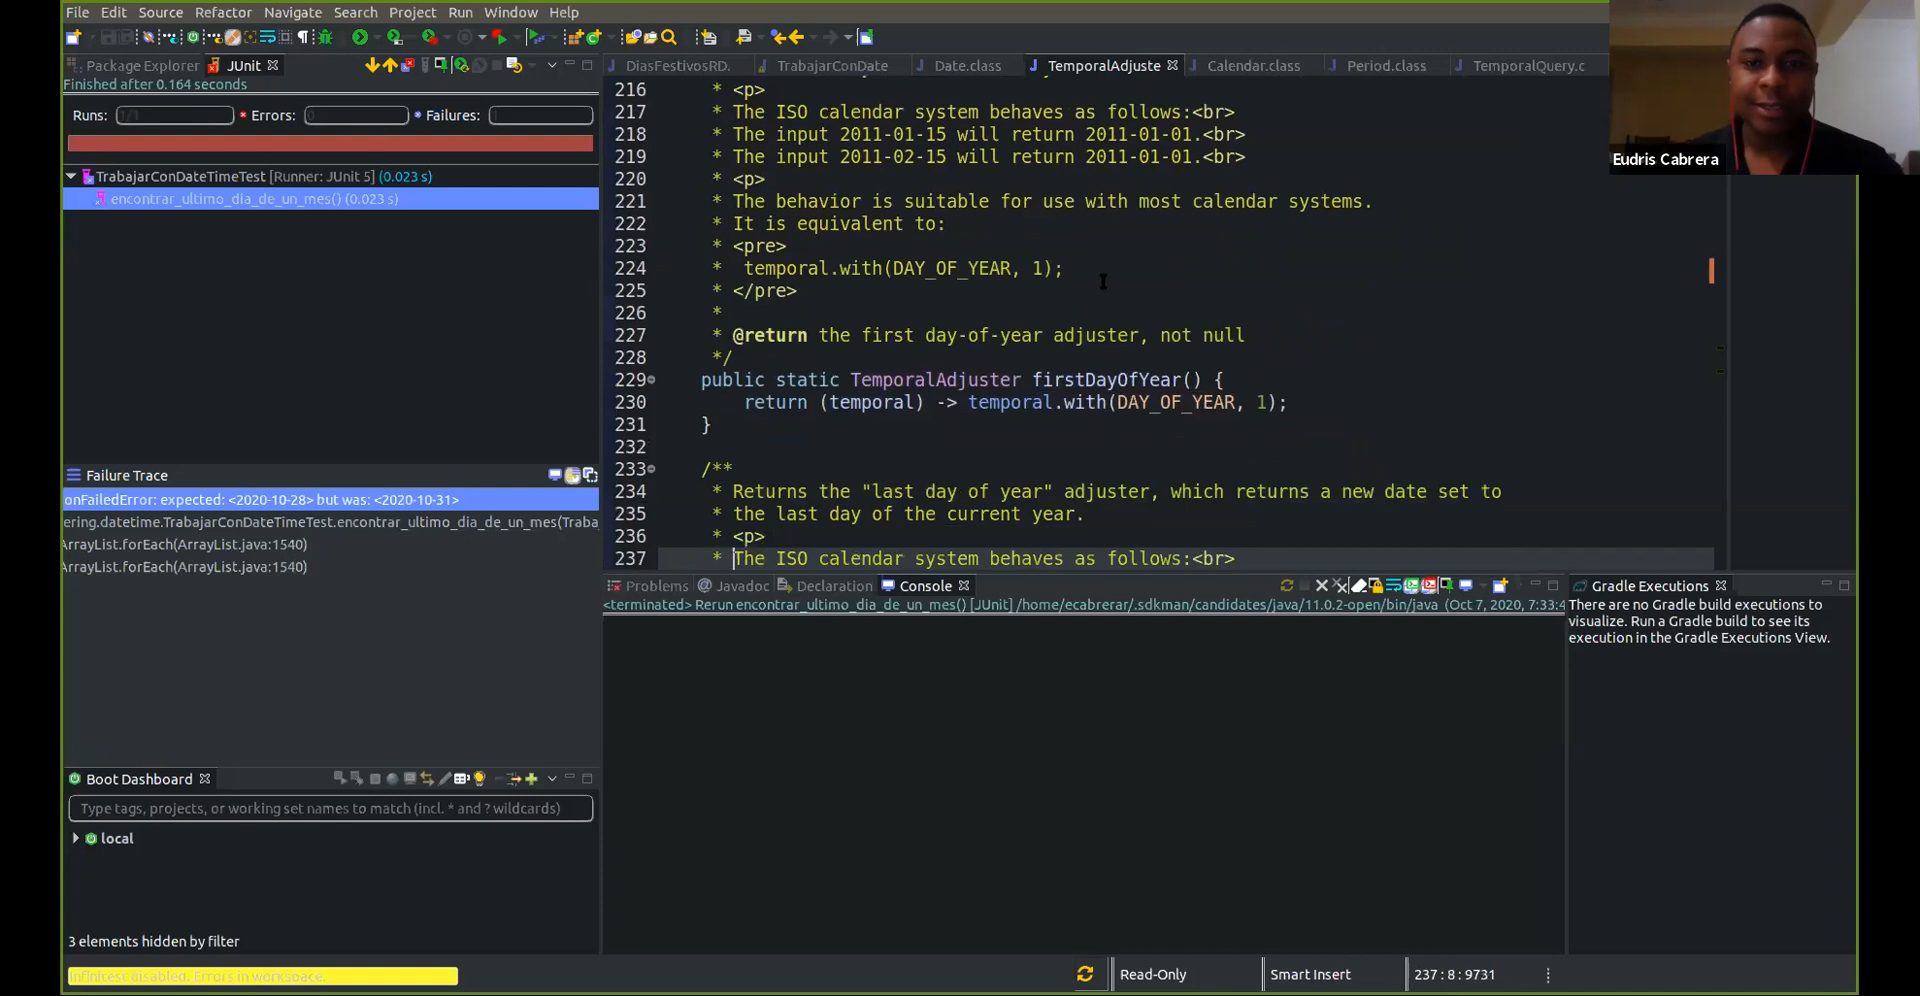 File Edit Source Refactor Navigate Search Project Run Window Help
Package Explorer JUnit
DiasFestivosRD. TrabajarConDate Date.class TemporalAdjuste Calendar.class Period.class TemporalQuery.c
Finished after 0.164 seconds
Runs: 1/1 Errors: 0 Failures: 1
TrabajarConDateTimeTest [Runner: JUnit 5] (0.023 s)
encontrar_ultimo_dia_de_un_mes() (0.023 s)
Failure Trace
onFailedError: expected: <2020-10-28> but was: <2020-10-31>
ering.datetime.TrabajarConDateTimeTest.encontrar_ultimo_dia_de_un_mes(Traba
ArrayList.forEach(ArrayList.java:1540)
ArrayList.forEach(ArrayList.java:1540)
Boot Dashboard
Type tags, projects, or working set names to match (incl. * and ? wildcards)
local
3 elements hidden by filter
Infinitest disabled. Errors in workspace.
216 * <p>
217 * The ISO calendar system behaves as follows:<br>
218 * The input 2011-01-15 will return 2011-01-01.<br>
219 * The input 2011-02-15 will return 2011-01-01.<br>
220 * <p>
221 * The behavior is suitable for use with most calendar systems.
222 * It is equivalent to:
223 * <pre>
224 * temporal.with(DAY_OF_YEAR, 1);
225 * </pre>
226 *
227 * @return the first day-of-year adjuster, not null
228 */
229 public static TemporalAdjuster firstDayOfYear() {
230 return (temporal) -> temporal.with(DAY_OF_YEAR, 1);
231 }
232
233 /**
234 * Returns the "last day of year" adjuster, which returns a new date set to
235 * the last day of the current year.
236 * <p>
237 * The ISO calendar system behaves as follows:<br>
Eudris Cabrera
Problems @ Javadoc Declaration Console
<terminated> Rerun encontrar_ultimo_dia_de_un_mes() [JUnit] /home/ecabrerar/.sdkman/candidates/java/11.0.2-open/bin/java (Oct 7, 2020, 7:33:4
Gradle Executions
There are no Gradle build executions to
visualize. Run a Gradle build to see its
execution in the Gradle Executions View.
Read-Only Smart Insert 237 : 8 : 9731